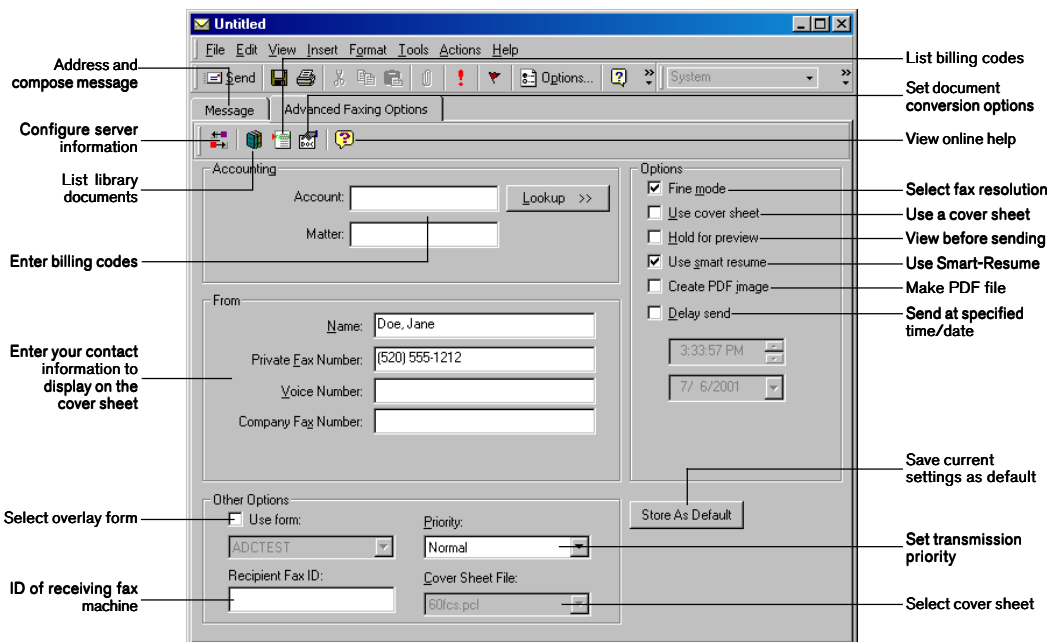 Untitled
File Edit View Insert Format Tools Actions Help
Send Options... System
Message Advanced Faxing Options
Accounting
Account: Lookup >>
Matter:
From
Name: Doe, Jane
Private Fax Number: (520) 555-1212
Voice Number:
Company Fax Number:
Other Options
Use form:
ADCTEST
Priority:
Normal
Recipient Fax ID:
Cover Sheet File:
60fcs.pcl
Options
Fine mode
Use cover sheet
Hold for preview
Use smart resume
Create PDF image
Delay send
3:33:57 PM
7/ 6/2001
Store As Default
Address and
compose message
Configure server
information
List library
documents
Enter billing codes
Enter your contact
information to
display on the
cover sheet
Select overlay form
ID of receiving fax
machine
List billing codes
Set document
conversion options
View online help
Select fax resolution
Use a cover sheet
View before sending
Use Smart-Resume
Make PDF file
Send at specified
time/date
Save current
settings as default
Set transmission
priority
Select cover sheet